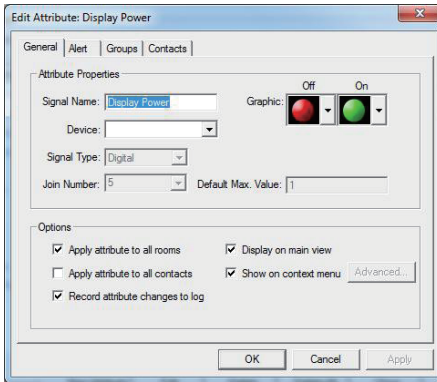 Edit Attribute: Display Power
General Alert Groups Contacts
Attribute Properties
Off On
Signal Name: Display Power Graphic:
Device:
Signal Type: Digital
Join Number: 5 Default Max. Value: 1
Options
Apply attribute to all rooms Display on main view
Apply attribute to all contacts Show on context menu Advanced...
Record attribute changes to log
OK Cancel Apply